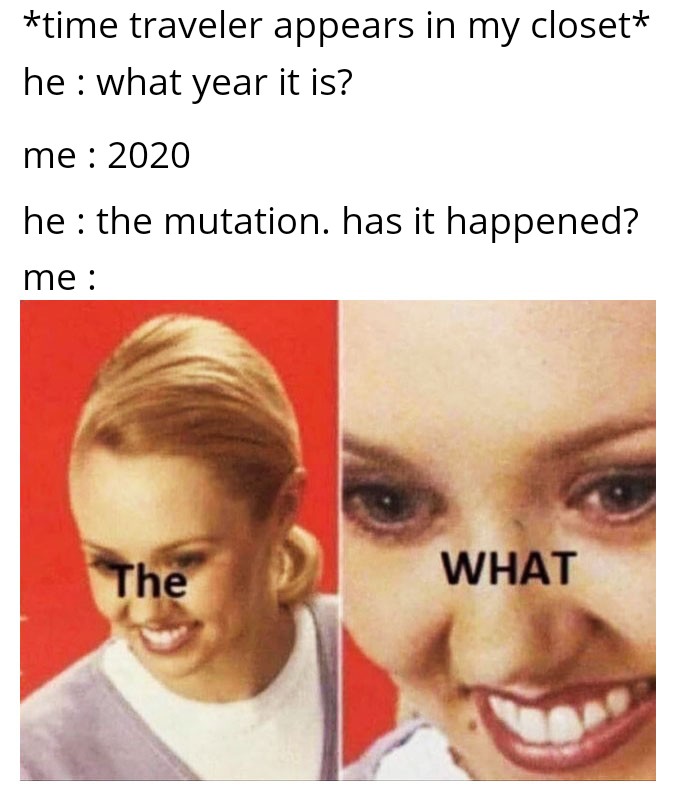 *time traveler appears in my closet*
he : what year it is?
me : 2020
he : the mutation. has it happened?
me :
The
WHAT